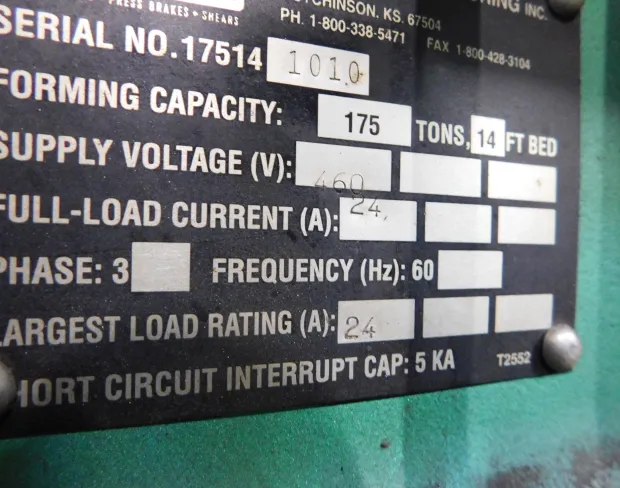 PRESS BRAKES • SHEARS
INC.
HUTCHINSON, KS. 67504
PH. 1-800-338-5471 FAX 1-800-428-3104
SERIAL NO. 17514 1010
FORMING CAPACITY: 175 TONS, 14 FT BED
SUPPLY VOLTAGE (V): 460
FULL-LOAD CURRENT (A): 24.
PHASE: 3 FREQUENCY (Hz): 60
LARGEST LOAD RATING (A): 24
SHORT CIRCUIT INTERRUPT CAP: 5 KA T2552